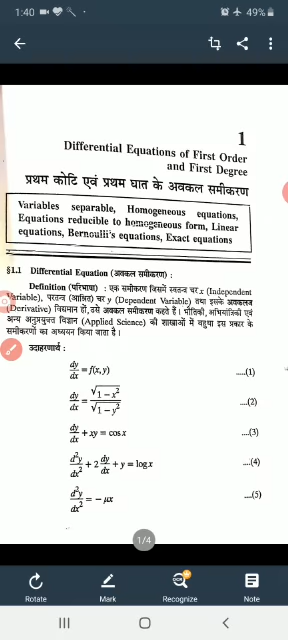 1:40
49%
1
Differential Equations of First Order
and First Degree
प्रथम कोटि एवं प्रथम घात के अवकल समीकरण
Variables separable, Homogeneous equations,
Equations reducible to homogeneous form, Linear
equations, Bernoulli's equations, Exact equations
§1.1 Differential Equation (अवकल समीकरण) :
Definition (परिभाषा) : एक समीकरण जिसमें स्वतन्त्र चर x (Independent
Variable), परतन्त्र (आश्रित) चर y (Dependent Variable) तथा इसके अवकलज
(Derivative) विद्यमान हों, उसे अवकल समीकरण कहते हैं। भौतिकी, अभियांत्रिकी एवं
अन्य अनुप्रयुक्त विज्ञान (Applied Science) की शाखाओं में बहुधा इस प्रकार के
समीकरणों का अध्ययन किया जाता है।
उदाहरणार्थ :
dy/dx = f(x, y) ....(1)
dy/dx = √(1 − x²)/√(1 − y²) ....(2)
dy/dx + xy = cos x ....(3)
d²y/dx² + 2 dy/dx + y = log x ....(4)
d²y/dx² = − μx ....(5)
1/4
Rotate Mark Recognize Note